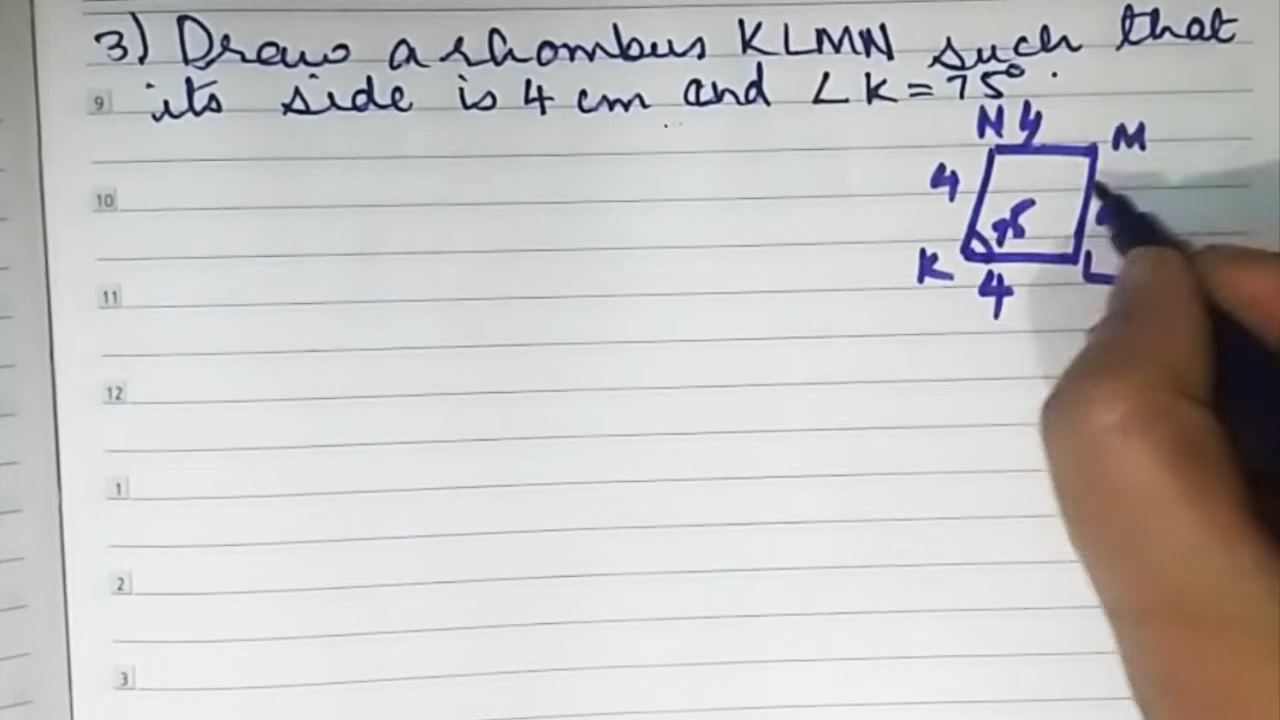 3) Draw a rhombus KLMN such that
9 its side is 4 cm and ∠K=75°.
N 4 M
4
75
K L
4
10
11
12
1
2
3